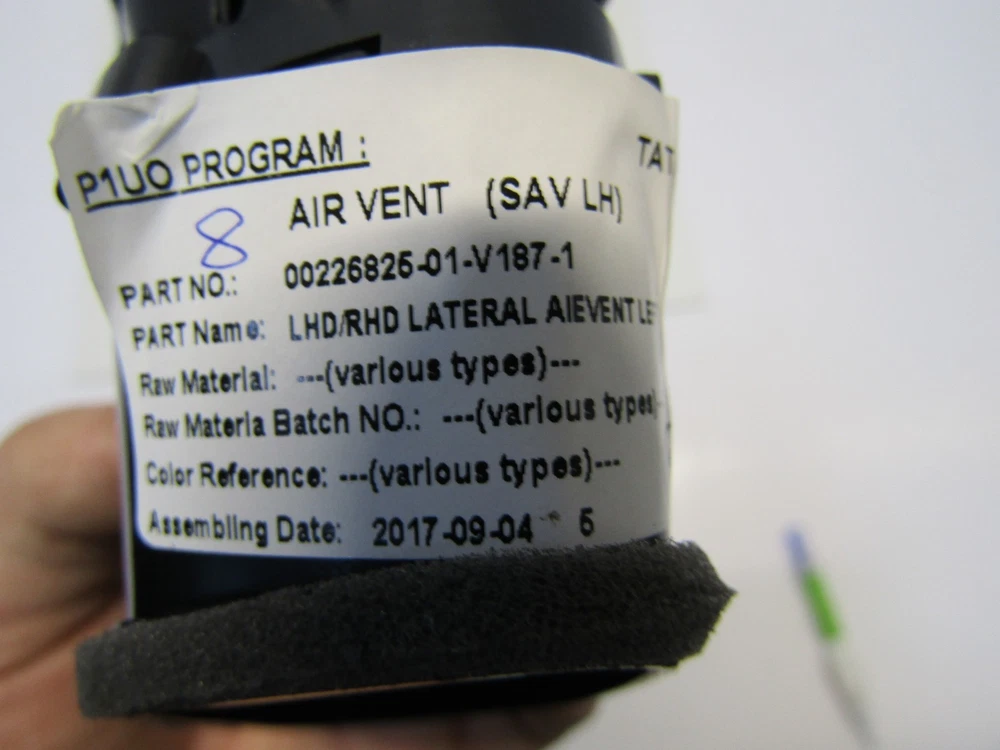 P1UO PROGRAM :
TAT
AIR VENT (SAV LH)
8
PART NO.: 00226825-01-V187-1
PART Name: LHD/RHD LATERAL AIEVENT LE
Raw Material: ---(various types)---
Raw Materia Batch NO.: ---(various types)-
Color Reference: ---(various types)---
Assembling Date: 2017-09-04 5